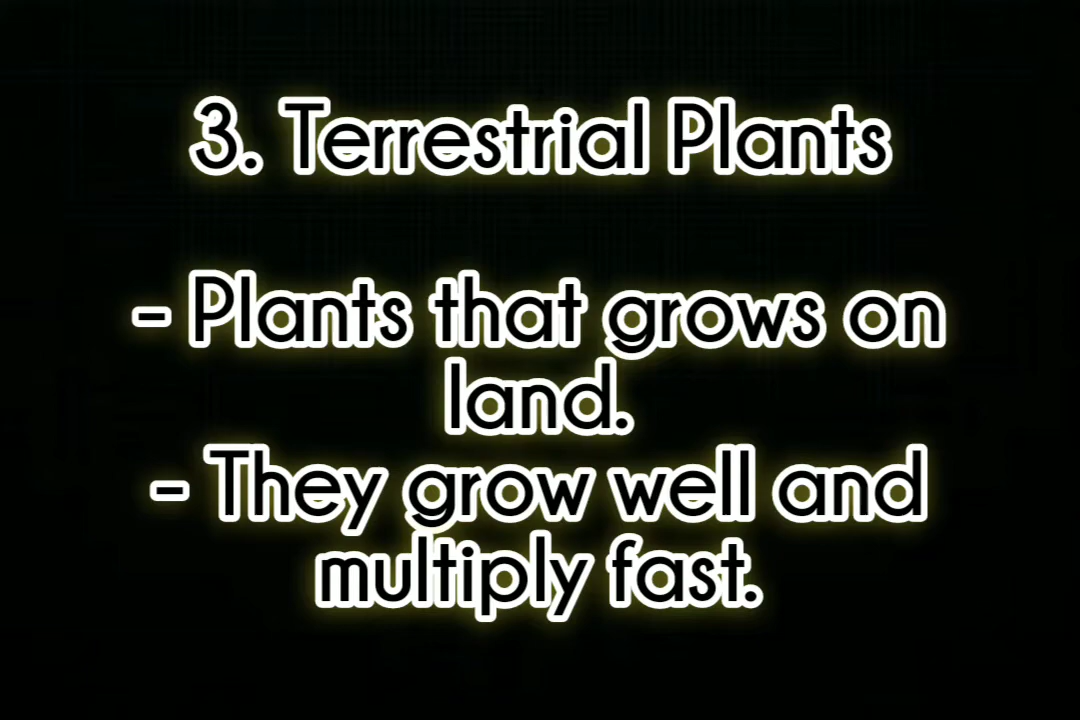 3. Terrestrial Plants
- Plants that grows on
land.
- They grow well and
multiply fast.